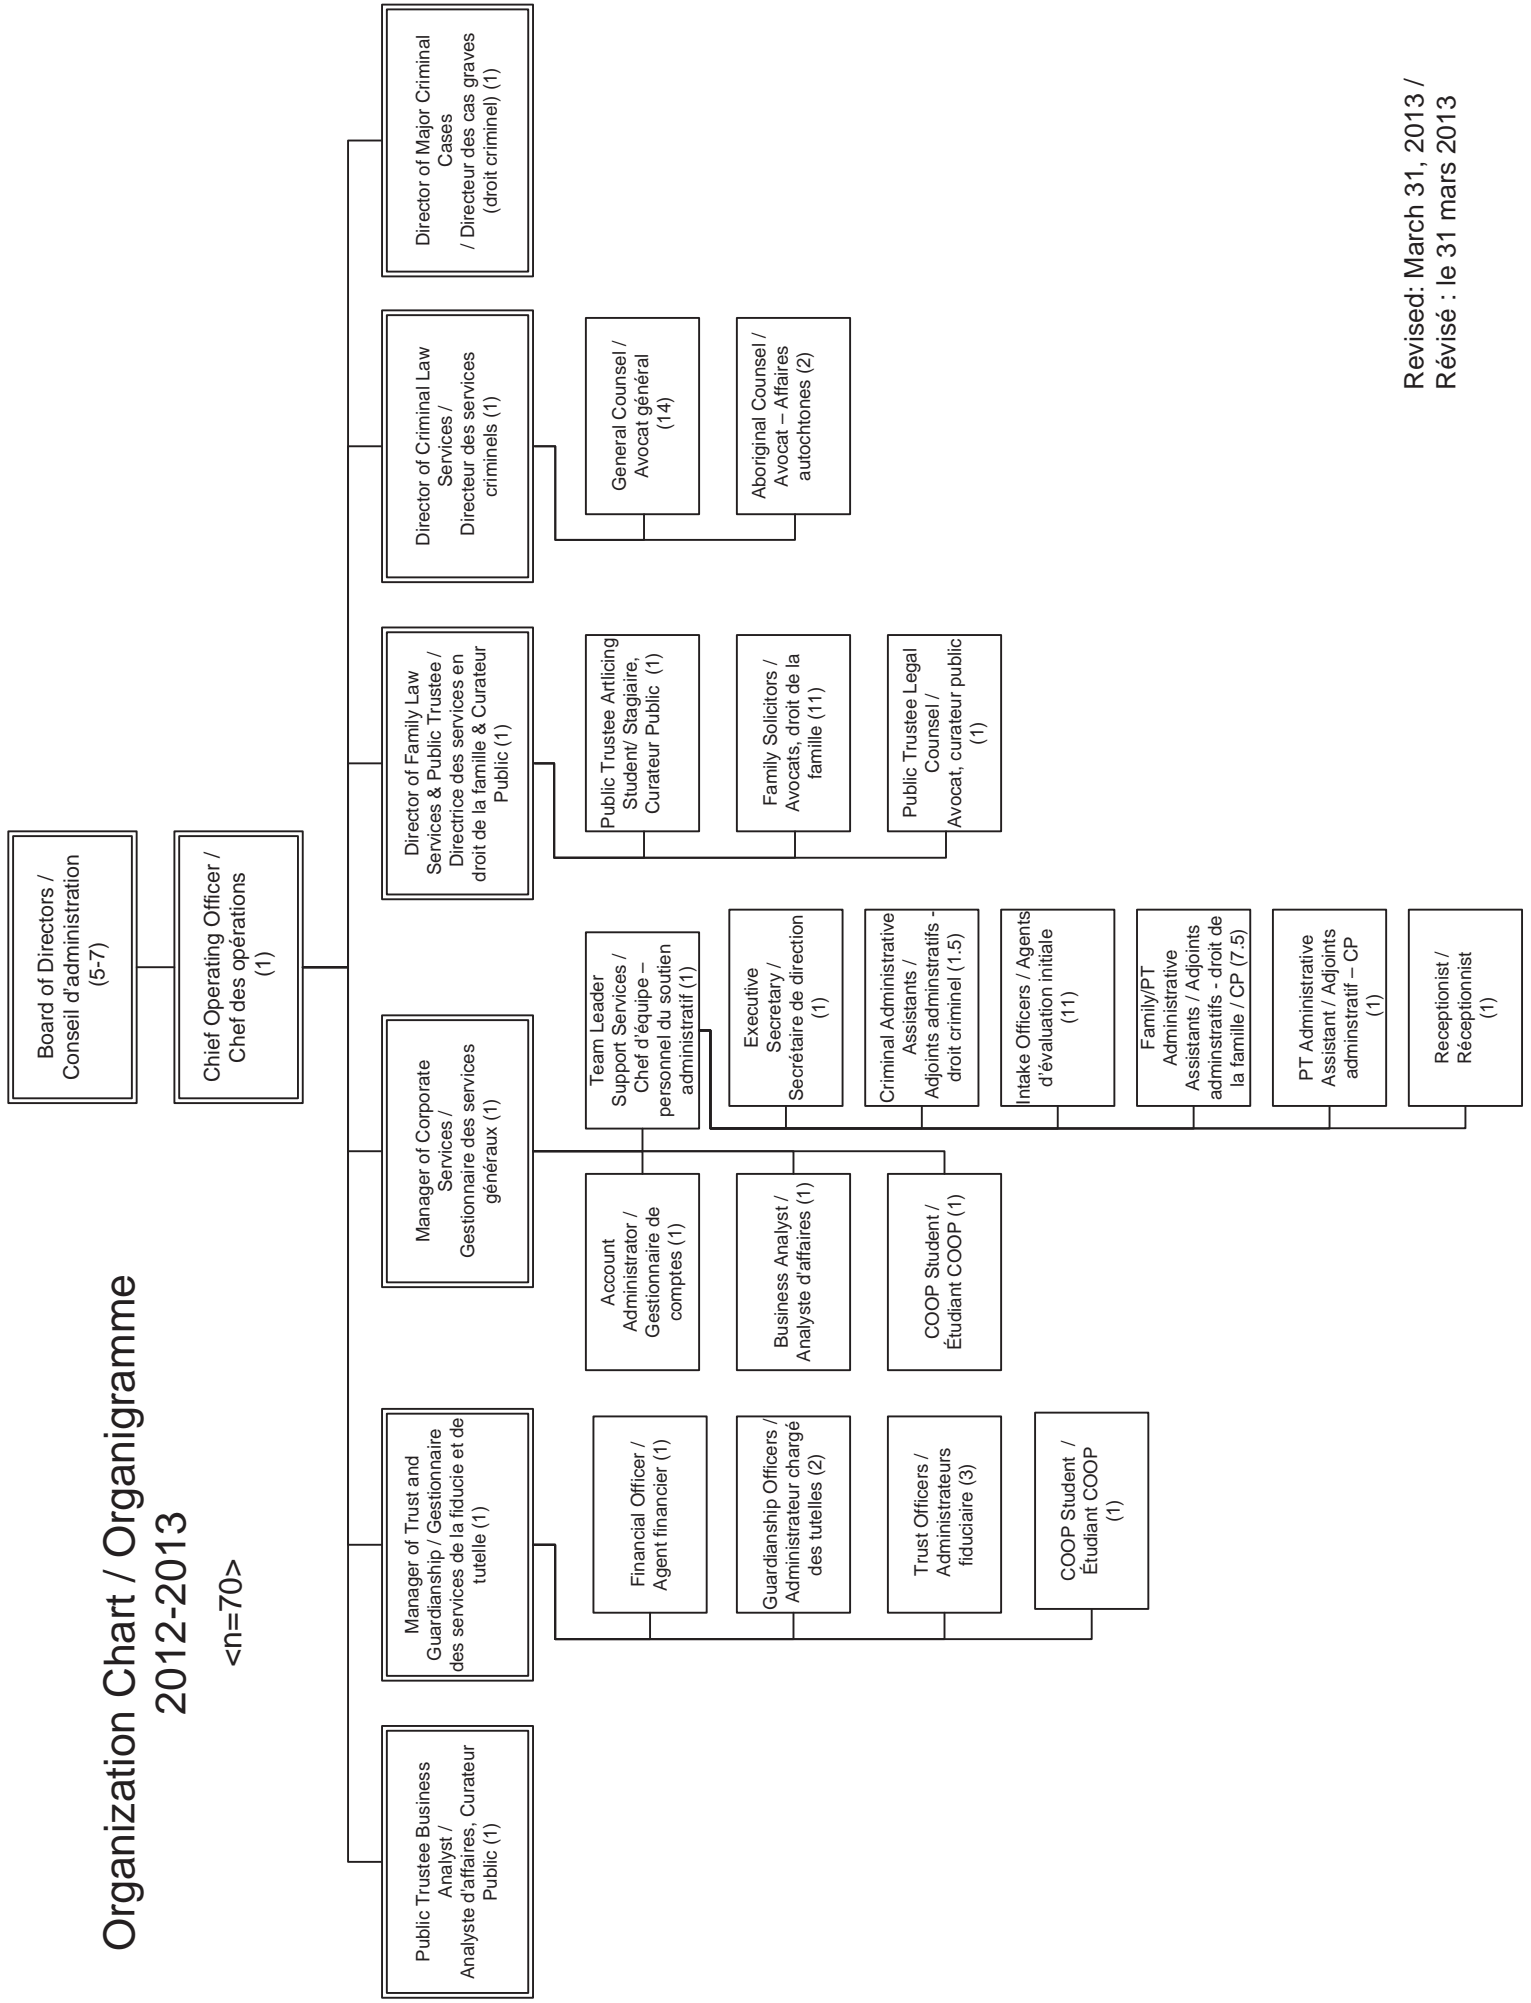 Organization Chart / Organigramme
2012-2013
<n=70>
Board of Directors /
Conseil d'administration
(5-7)
Chief Operating Officer /
Chef des opérations
(1)
Public Trustee Business
Analyst /
Analyste d'affaires, Curateur
Public (1)
Manager of Trust and
Guardianship / Gestionnaire
des services de la fiducie et de
tutelle (1)
Financial Officer /
Agent financier (1)
Guardianship Officers /
Administrateur chargé
des tutelles (2)
Trust Officers /
Administrateurs
fiduciaire (3)
COOP Student /
Étudiant COOP
(1)
Manager of Corporate
Services /
Gestionnaire des services
généraux (1)
Account
Administrator /
Gestionnaire de
comptes (1)
Business Analyst /
Analyste d'affaires (1)
COOP Student /
Étudiant COOP (1)
Team Leader
Support Services /
Chef d'équipe –
personnel du soutien
administratif (1)
Executive
Secretary /
Secrétaire de direction
(1)
Criminal Administrative
Assistants /
Adjoints administratifs -
droit criminel (1.5)
Intake Officers / Agents
d'évaluation initiale
(11)
Family/PT
Administrative
Assistants / Adjoints
adminstratifs - droit de
la famille / CP (7.5)
PT Administrative
Assistant / Adjoints
adminstratif – CP
(1)
Receptionist /
Réceptionnist
(1)
Director of Family Law
Services & Public Trustee /
Directrice des services en
droit de la famille & Curateur
Public (1)
Public Trustee Artlicing
Student/ Stagiaire,
Curateur Public (1)
Family Solicitors /
Avocats, droit de la
famille (11)
Public Trustee Legal
Counsel /
Avocat, curateur public
(1)
Director of Criminal Law
Services /
Directeur des services
criminels (1)
General Counsel /
Avocat général
(14)
Aboriginal Counsel /
Avocat – Affaires
autochtones (2)
Director of Major Criminal
Cases
/ Directeur des cas graves
(droit criminel) (1)
Revised: March 31, 2013 /
Révisé : le 31 mars 2013